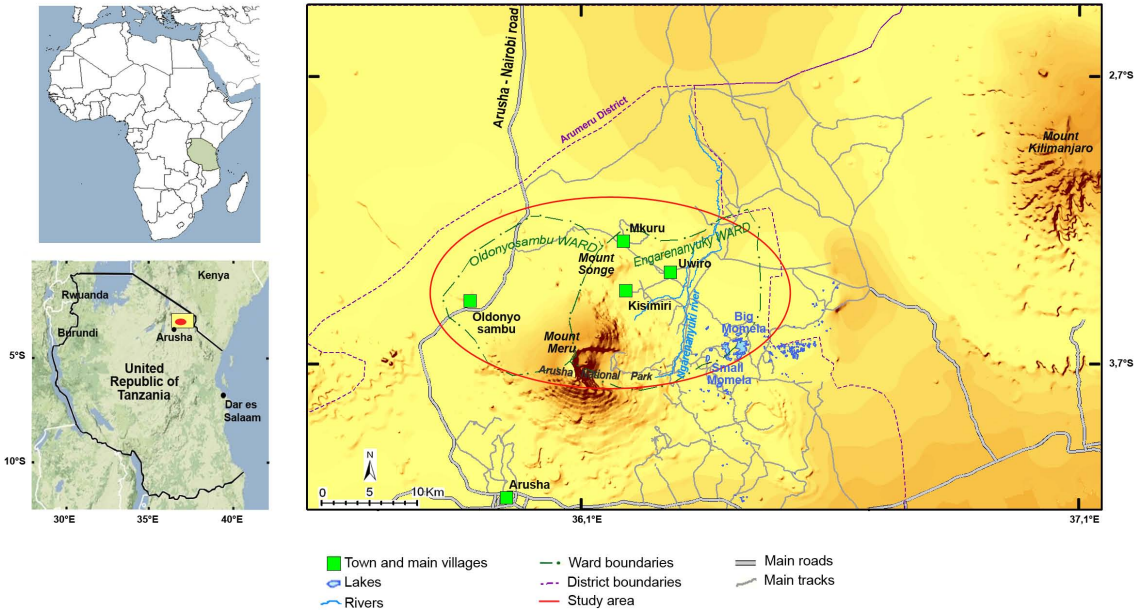 Kenya
Rwanda
Burundi
Arusha
United
Republic of
Tanzania
Dar es
Salaam
5°S
10°S
30°E
35°E
40°E
Arusha - Nairobi road
Arumeru District
2,7°S
Mount
Kilimanjaro
Oldonyosambu WARD
Mkuru
Engarenanyuky WARD
Mount
Songe
Uwiro
Kisimiri
Oldonyo
sambu
Mount
Meru
Big
Momela
Small
Momela
Ngarenanyuki river
Arusha National Park
3,7°S
N
0 5 10 Km
Arusha
36,1°E
37,1°E
Town and main villages
Lakes
Rivers
Ward boundaries
District boundaries
Study area
Main roads
Main tracks